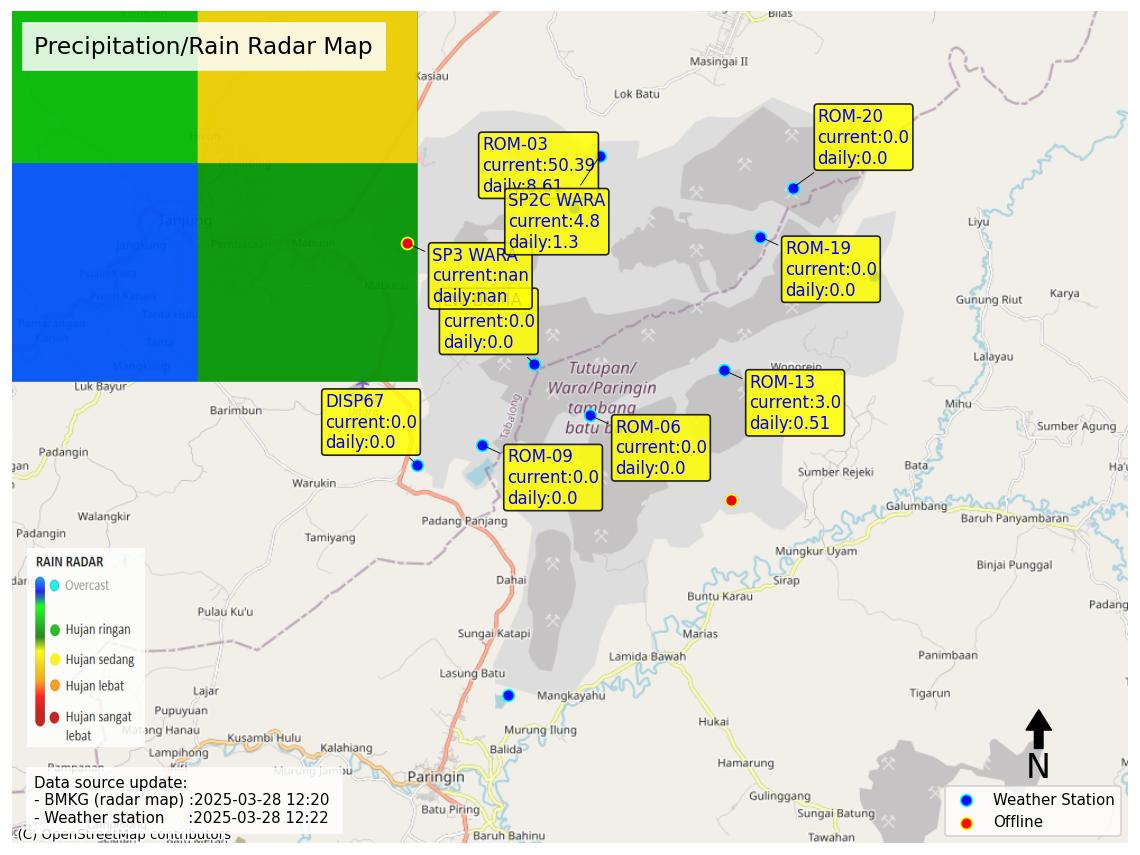 Precipitation/Rain Radar Map
Bilas
Masingai II
Kasiau
Lok Batu
ROM-20
current:0.0
daily:0.0
ROM-03
current:50.39
daily:8.61
SP2C WARA
current:4.8
daily:1.3
Tanjung
Liyu
ROM-19
current:0.0
daily:0.0
SP3 WARA
current:nan
daily:nan
current:0.0
daily:0.0
Mabu'un
Karya
Gunung Riut
Lalayau
Wonorejo
Tutupan/
Wara/Paringin
tambang
batu b
Tabalong
ROM-13
current:3.0
daily:0.51
Luk Bayur
Barimbun
DISP67
current:0.0
daily:0.0
ROM-06
current:0.0
daily:0.0
Mihu
Sumber Agung
Padangin
ROM-09
current:0.0
daily:0.0
Warukin
Sumber Rejeki
Bata
Galumbang
Baruh Panyambaran
Walangkir
Padang Panjang
Padangin
Tamiyang
Mungkur Uyam
Binjai Punggal
RAIN RADAR
Overcast
Hujan ringan
Hujan sedang
Hujan lebat
Hujan sangat
lebat
Dahai
Sirap
Buntu Karau
Padang
Pulau Ku'u
Sungai Katapi
Marias
Lamida Bawah
Panimbaan
Lasung Batu
Lajar
Mangkayahu
Tigarun
Pupuyuan
Matang Hanau
Murung Ilung
Hukai
Kusambi Hulu
Kalahiang
Lampihong
Balida
Hamarung
Murung Jambu
Paringin
N
Gulinggang
Batu Piring
Sungai Batung
Baruh Bahinu
Tawahan
Data source update:
- BMKG (radar map) :2025-03-28 12:20
- Weather station :2025-03-28 12:22
(C) OpenStreetMap contributors
Weather Station
Offline